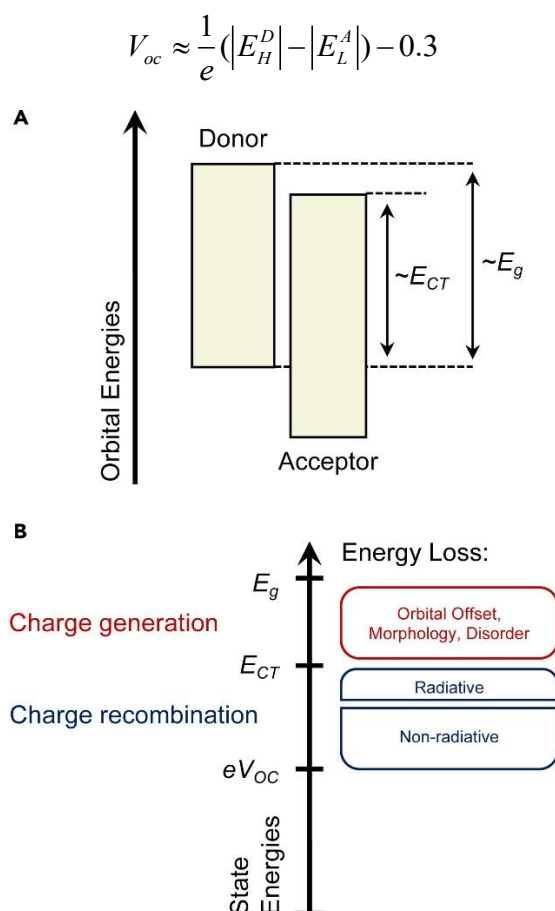 V_oc ≈ 1/e (|E_H^D| − |E_L^A|) − 0.3
A
Donor
~E_CT
~E_g
Orbital Energies
Acceptor
B
Energy Loss:
E_g
Charge generation
Orbital Offset,
Morphology, Disorder
E_CT
Radiative
Charge recombination
Non-radiative
eV_OC
State
Energies